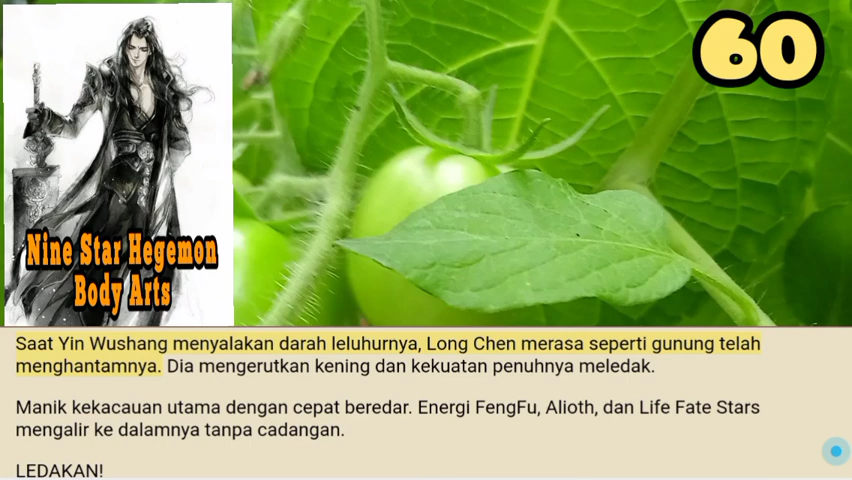 60
Nine Star Hegemon
Body Arts
Saat Yin Wushang menyalakan darah leluhurnya, Long Chen merasa seperti gunung telah
menghantamnya. Dia mengerutkan kening dan kekuatan penuhnya meledak.
Manik kekacauan utama dengan cepat beredar. Energi FengFu, Alioth, dan Life Fate Stars
mengalir ke dalamnya tanpa cadangan.
LEDAKAN!